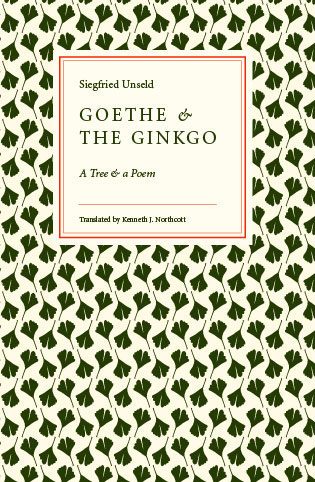 Siegfried Unseld
GOETHE &
THE GINKGO
A Tree & a Poem
Translated by Kenneth J. Northcott